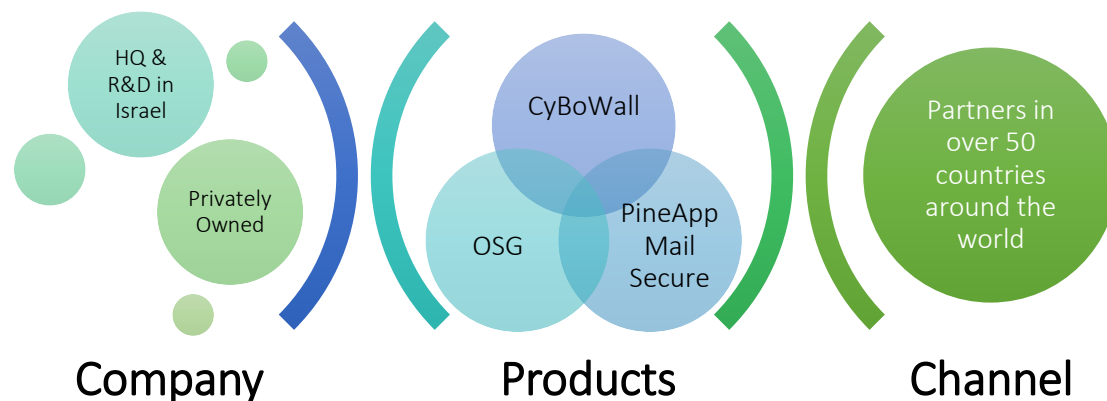 HQ &
R&D in
Israel
Privately
Owned
Company
CyBoWall
OSG
PineApp
Mail
Secure
Products
Partners in
over 50
countries
around the
world
Channel